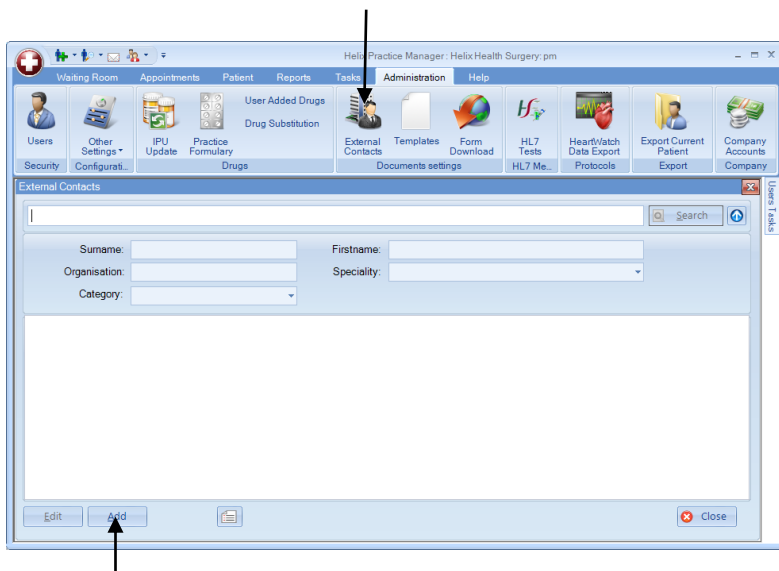 Helix Practice Manager: Helix Health Surgery: pm
Waiting Room Appointments Patient Reports Tasks Administration Help
Users
Security
Other Settings
Configurati...
IPU Update
Practice Formulary
User Added Drugs
Drug Substitution
Drugs
External Contacts
Templates
Form Download
Documents settings
HL7 Tests
HL7 Me...
HeartWatch Data Export
Protocols
Export Current Patient
Export
Company Accounts
Company
External Contacts
Users Tasks
Search
Surname: Firstname:
Organisation: Speciality:
Category:
Edit Add Close